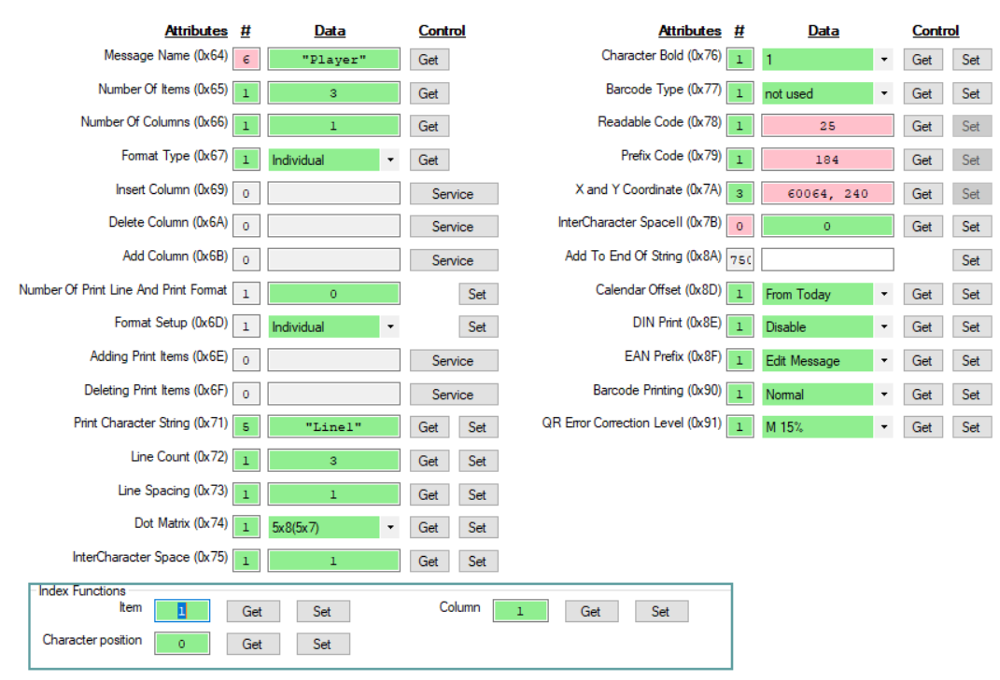 Attributes # Data Control
Message Name (0x64) 6 "Player" Get
Number Of Items (0x65) 1 3 Get
Number Of Columns (0x66) 1 1 Get
Format Type (0x67) 1 Individual Get
Insert Column (0x69) 0 Service
Delete Column (0x6A) 0 Service
Add Column (0x6B) 0 Service
Number Of Print Line And Print Format 1 0 Set
Format Setup (0x6D) 1 Individual Set
Adding Print Items (0x6E) 0 Service
Deleting Print Items (0x6F) 0 Service
Print Character String (0x71) 5 "Line1" Get Set
Line Count (0x72) 1 3 Get Set
Line Spacing (0x73) 1 1 Get Set
Dot Matrix (0x74) 1 5x8(5x7) Get Set
InterCharacter Space (0x75) 1 1 Get Set
Attributes # Data Control
Character Bold (0x76) 1 1 Get Set
Barcode Type (0x77) 1 not used Get Set
Readable Code (0x78) 1 25 Get Set
Prefix Code (0x79) 1 184 Get Set
X and Y Coordinate (0x7A) 3 60064, 240 Get Set
InterCharacter SpaceII (0x7B) 0 0 Get Set
Add To End Of String (0x8A) 750 Set
Calendar Offset (0x8D) 1 From Today Get Set
DIN Print (0x8E) 1 Disable Get Set
EAN Prefix (0x8F) 1 Edit Message Get Set
Barcode Printing (0x90) 1 Normal Get Set
QR Error Correction Level (0x91) 1 M 15% Get Set
Index Functions
Item 1 Get Set Column 1 Get Set
Character position 0 Get Set